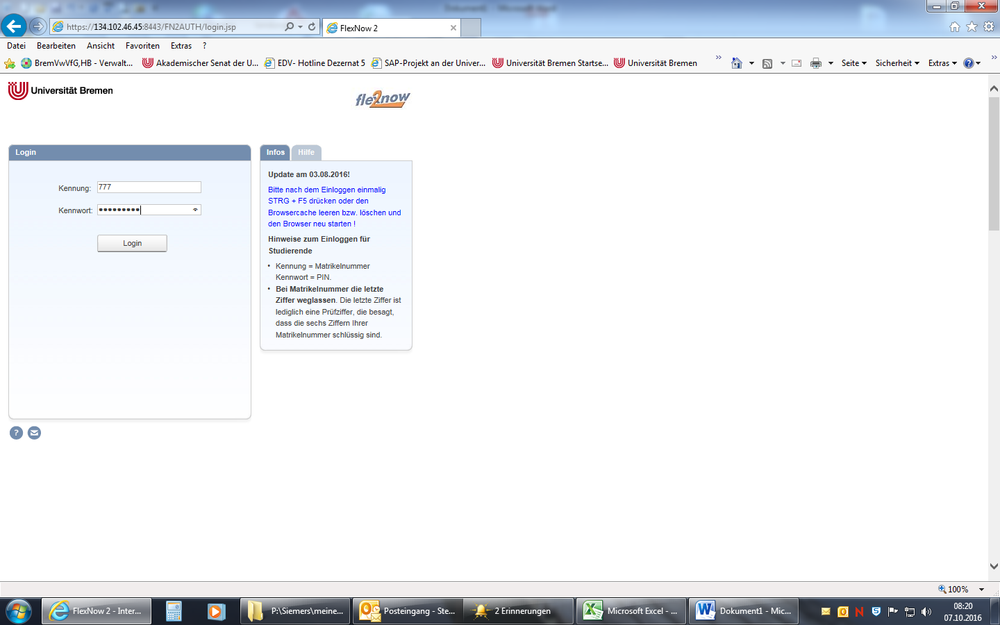 https://134.102.46.45:8443/FN2AUTH/login.jsp
FlexNow 2
Datei Bearbeiten Ansicht Favoriten Extras ?
BremVwVfG,HB - Verwalt... Akademischer Senat der U... EDV- Hotline Dezernat 5 SAP-Projekt an der Univer... Universität Bremen Startse... Universität Bremen Seite Sicherheit Extras
Universität Bremen
flex2now
Login
Kennung: 777
Kennwort: •••••••••
Login
Infos Hilfe
Update am 03.08.2016!
Bitte nach dem Einloggen einmalig
STRG + F5 drücken oder den
Browsercache leeren bzw. löschen und
den Browser neu starten !
Hinweise zum Einloggen für
Studierende
• Kennung = Matrikelnummer
Kennwort = PIN.
• Bei Matrikelnummer die letzte
Ziffer weglassen. Die letzte Ziffer ist
lediglich eine Prüfziffer, die besagt,
dass die sechs Ziffern Ihrer
Matrikelnummer schlüssig sind.
100%
FlexNow 2 - Inter... P:\Siemers\meine... Posteingang - Ste... 2 Erinnerungen Microsoft Excel - ... Dokument1 - Mic...
08:20
07.10.2016